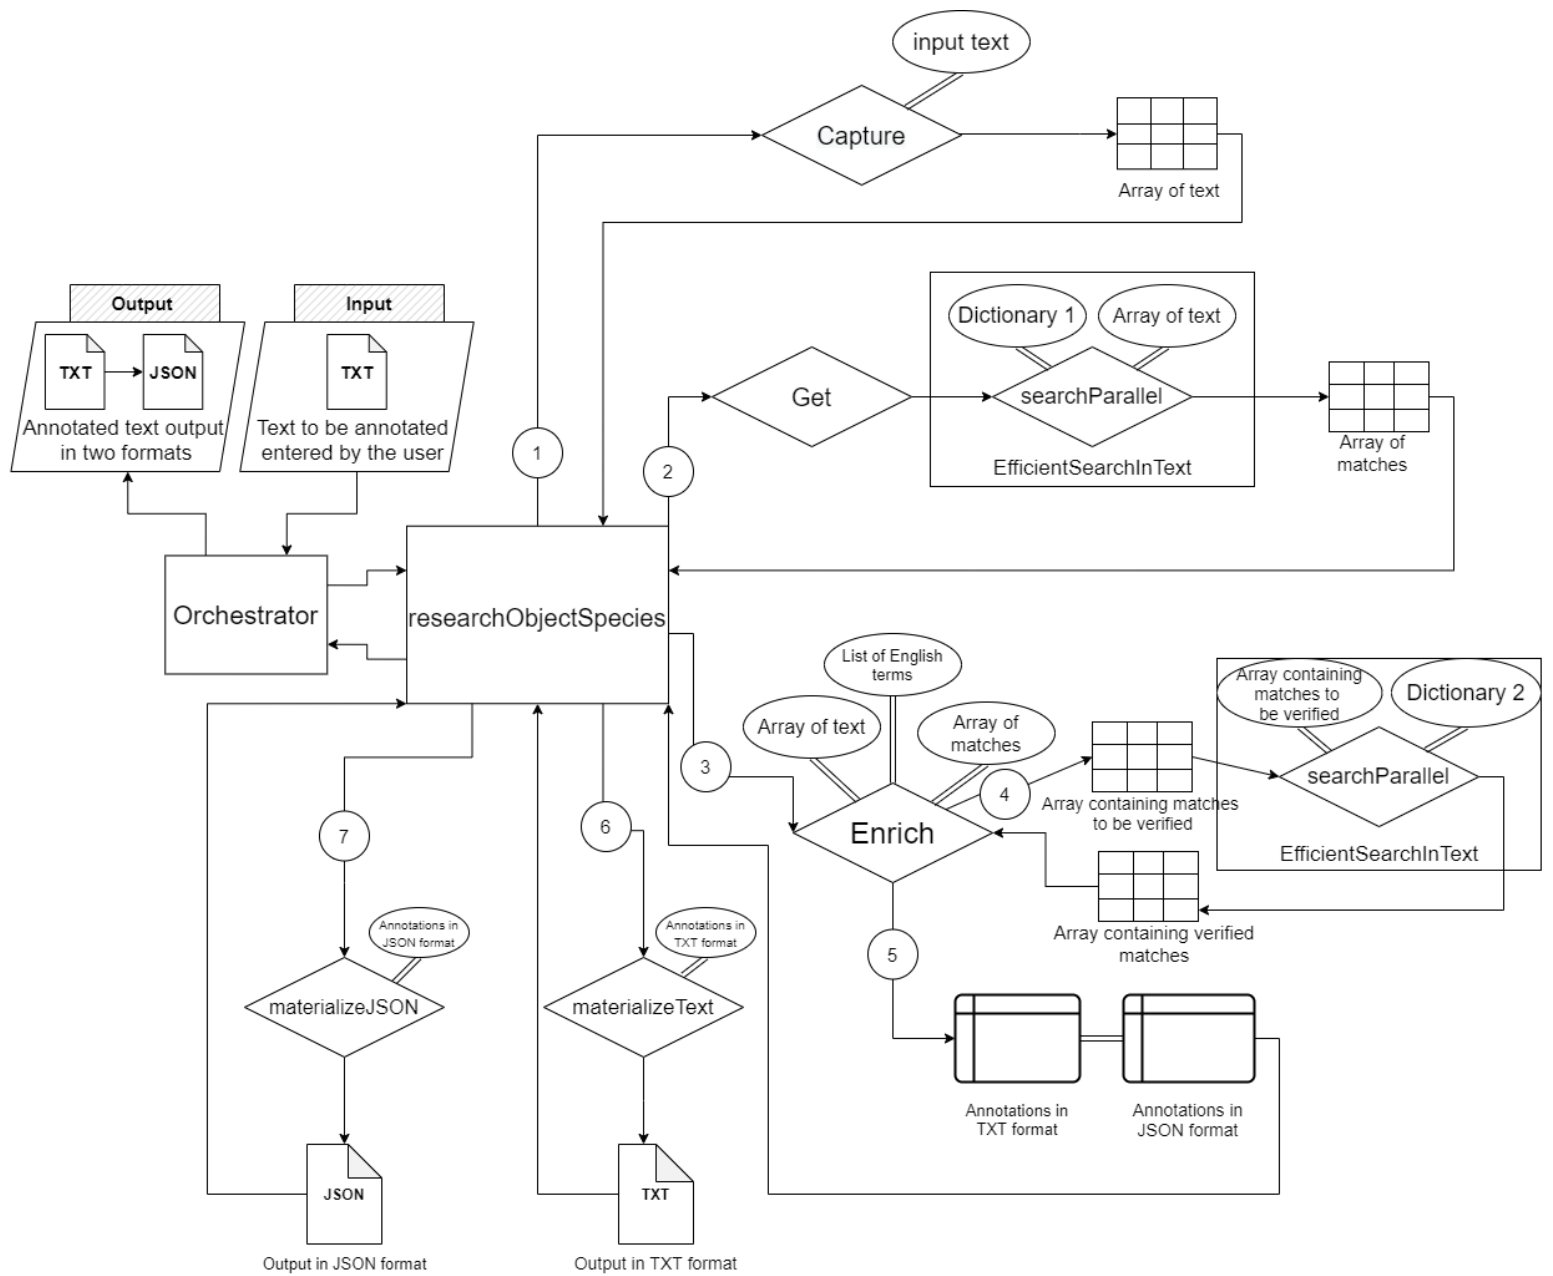 input text
Capture
Array of text
Output
Input
TXT
JSON
TXT
Annotated text output
in two formats
Text to be annotated
entered by the user
1
2
Get
Dictionary 1
Array of text
searchParallel
EfficientSearchInText
Array of
matches
Orchestrator
researchObjectSpecies
List of English
terms
Array of text
Array of
matches
3
4
Enrich
Array containing matches
to be verified
Array containing
matches to
be verified
Dictionary 2
searchParallel
EfficientSearchInText
Array containing verified
matches
5
Annotations in
TXT format
Annotations in
JSON format
6
Annotations in
TXT format
materializeText
TXT
Output in TXT format
7
Annotations in
JSON format
materializeJSON
JSON
Output in JSON format